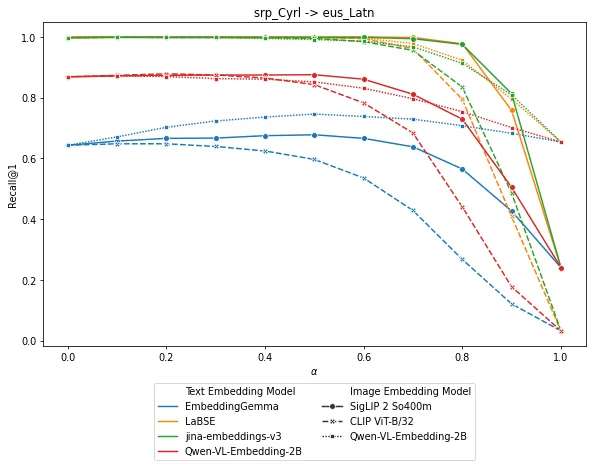 srp_Cyrl -> eus_Latn
1.0
0.8
0.6
0.4
0.2
0.0
Recall@1
0.0 0.2 0.4 0.6 0.8 1.0
α
Text Embedding Model Image Embedding Model
EmbeddingGemma SigLIP 2 So400m
LaBSE CLIP ViT-B/32
jina-embeddings-v3 Qwen-VL-Embedding-2B
Qwen-VL-Embedding-2B